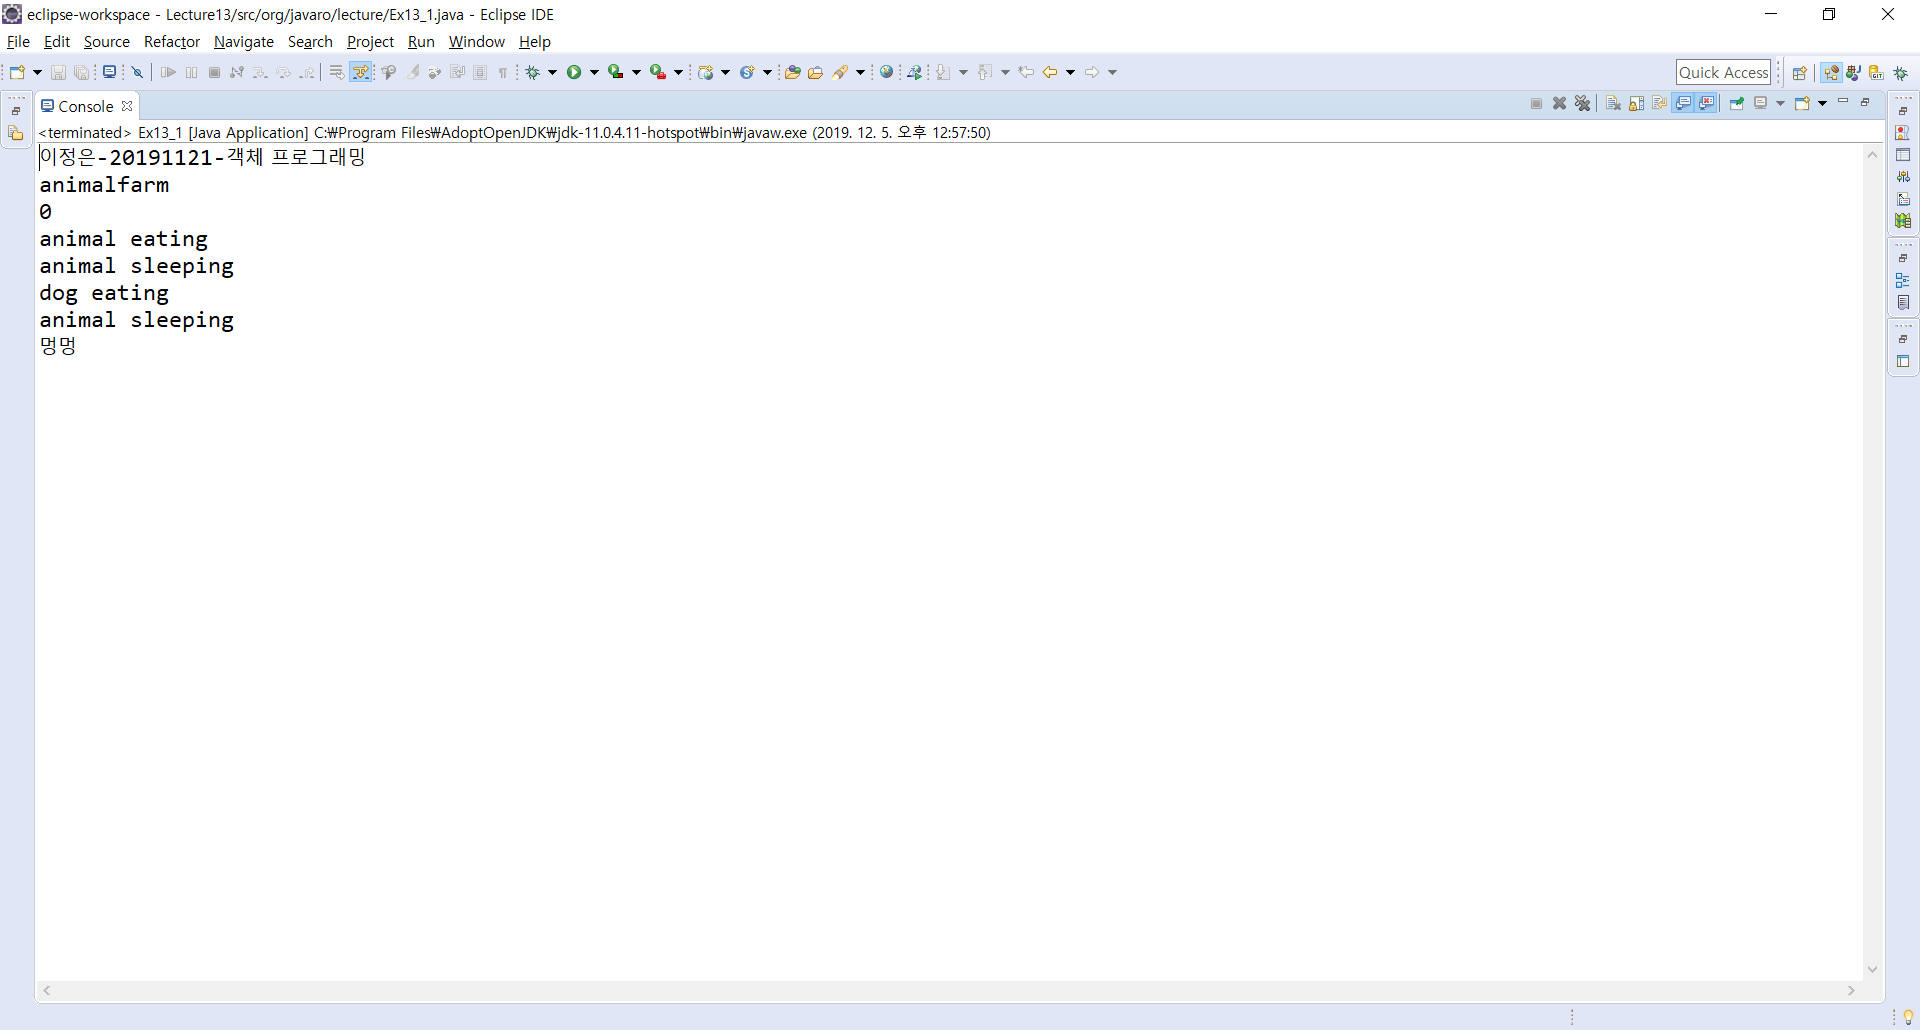 eclipse-workspace - Lecture13/src/org/javaro/lecture/Ex13_1.java - Eclipse IDE
File Edit Source Refactor Navigate Search Project Run Window Help
Quick Access
Console
<terminated> Ex13_1 [Java Application] C:₩Program Files₩AdoptOpenJDK₩jdk-11.0.4.11-hotspot₩bin₩javaw.exe (2019. 12. 5. 오후 12:57:50)
이정은-20191121-객체 프로그래밍
animalfarm
0
animal eating
animal sleeping
dog eating
animal sleeping
멍멍